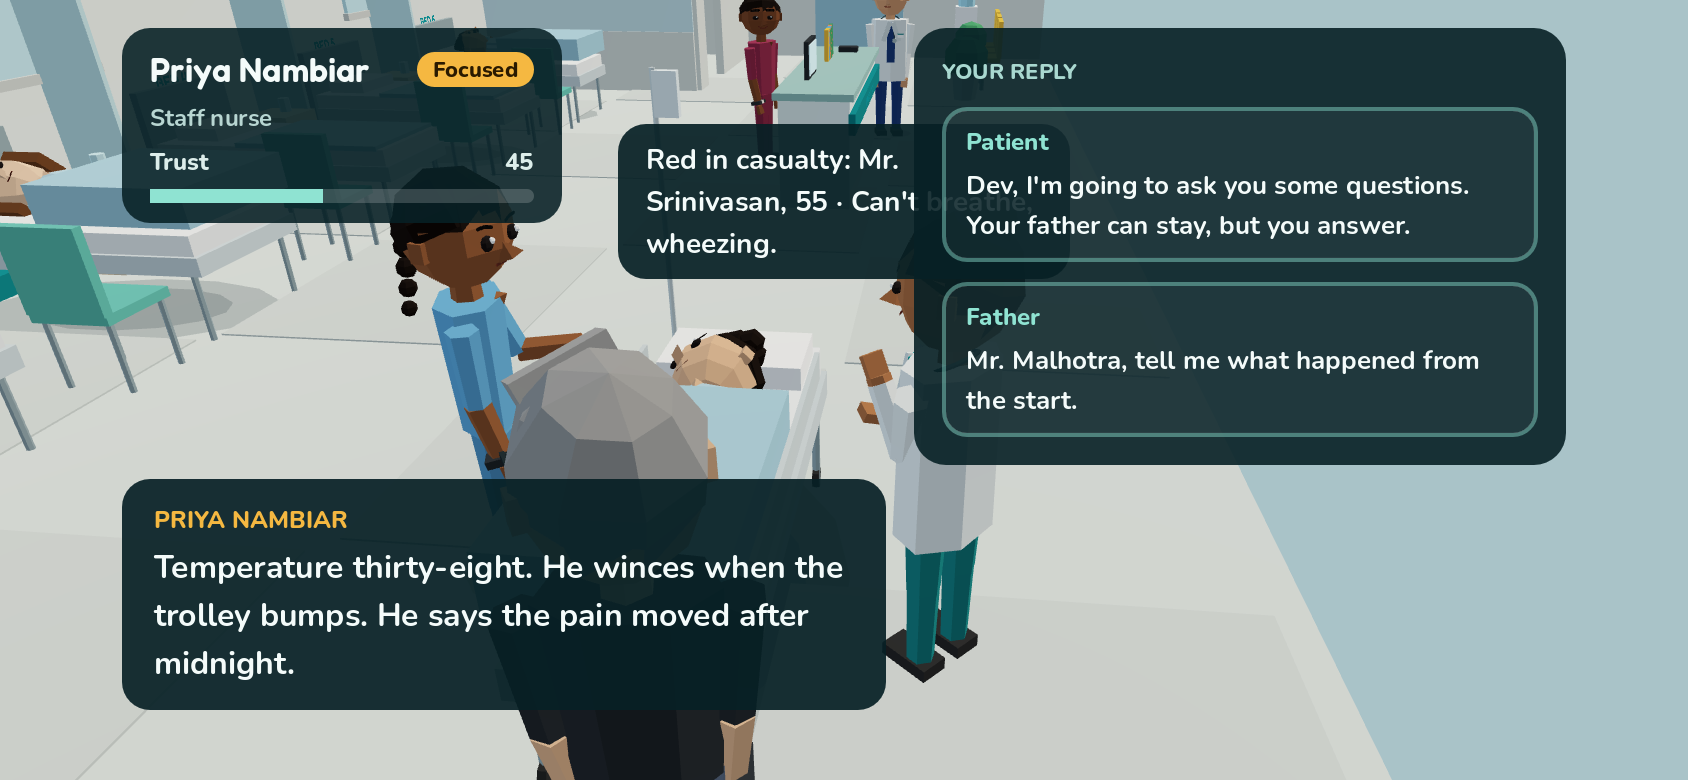 Priya Nambiar
Focused
Staff nurse
Trust
45
Red in casualty: Mr.
Srinivasan, 55 · Can't breathe,
wheezing.
YOUR REPLY
Patient
Dev, I'm going to ask you some questions.
Your father can stay, but you answer.
Father
Mr. Malhotra, tell me what happened from
the start.
PRIYA NAMBIAR
Temperature thirty-eight. He winces when the
trolley bumps. He says the pain moved after
midnight.